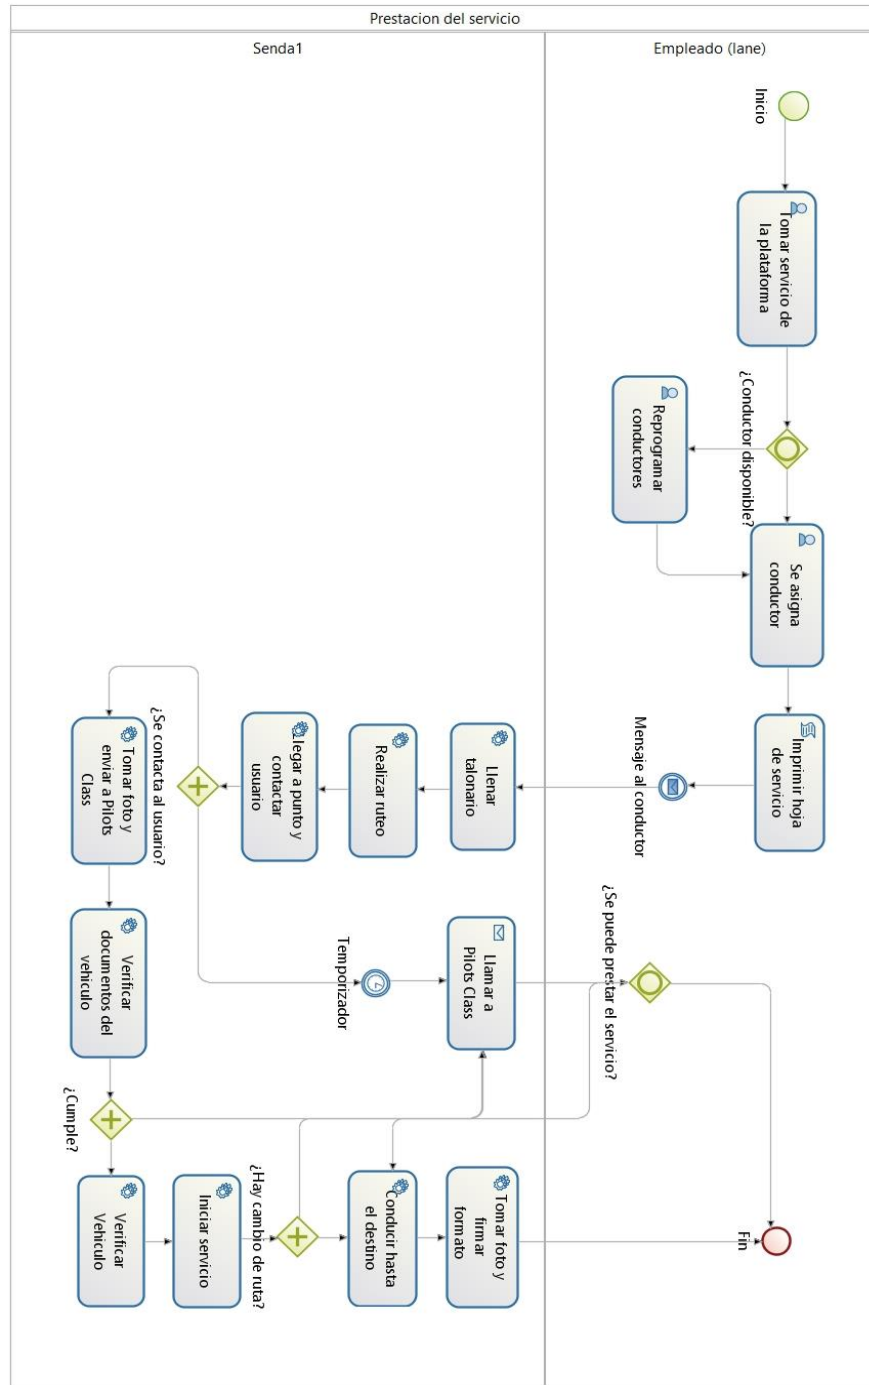 Prestacion del servicio
Senda1
Empleado (lane)
Inicio
Tomar servicio de
la plataforma
¿Conductor disponible?
Reprogramar
conductores
Se asigna
conductor
Imprimir hoja
de servicio
Mensaje al conductor
Llenar
talonario
Realizar ruteo
Llegar a punto y
contactar
usuario
¿Se contacta al usuario?
Tomar foto y
enviar a Pilots
Class
Verificar
documentos del
vehiculo
Temporizador
Llamar a
Pilots Class
¿Se puede prestar el servicio?
¿Cumple?
Verificar
Vehiculo
Iniciar servicio
¿Hay cambio de ruta?
Conducir hasta
el destino
Tomar foto y
firmar
formato
Fin